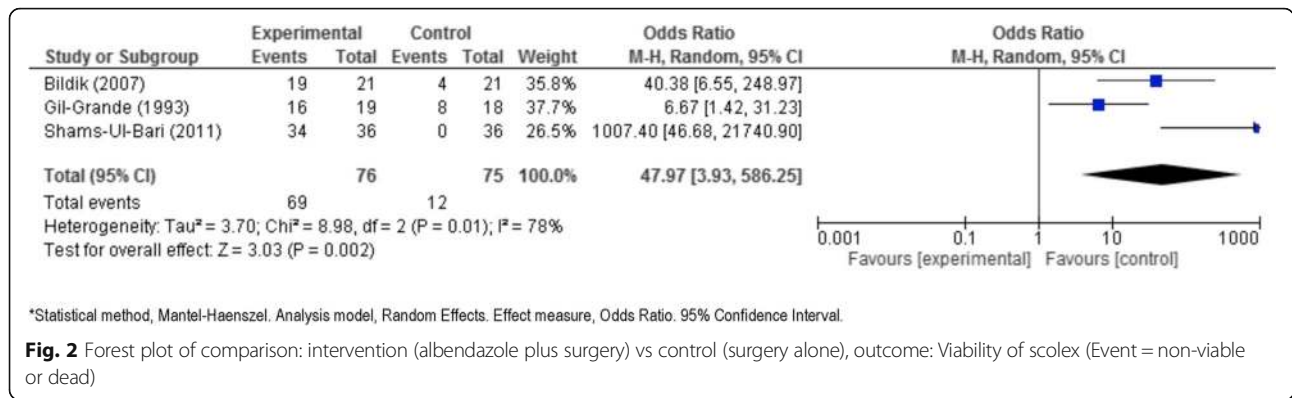 Experimental Control Odds Ratio Odds Ratio
Study or Subgroup Events Total Events Total Weight M-H, Random, 95% CI M-H, Random, 95% CI
Bildik (2007) 19 21 4 21 35.8% 40.38 [6.55, 248.97]
Gil-Grande (1993) 16 19 8 18 37.7% 6.67 [1.42, 31.23]
Shams-Ul-Bari (2011) 34 36 0 36 26.5% 1007.40 [46.68, 21740.90]
Total (95% CI) 76 75 100.0% 47.97 [3.93, 586.25]
Total events 69 12
Heterogeneity: Tau² = 3.70; Chi² = 8.98, df = 2 (P = 0.01); I² = 78%
Test for overall effect: Z = 3.03 (P = 0.002)
0.001 0.1 1 10 1000
Favours [experimental] Favours [control]
*Statistical method, Mantel-Haenszel. Analysis model, Random Effects. Effect measure, Odds Ratio. 95% Confidence Interval.
Fig. 2 Forest plot of comparison: intervention (albendazole plus surgery) vs control (surgery alone), outcome: Viability of scolex (Event = non-viable
or dead)